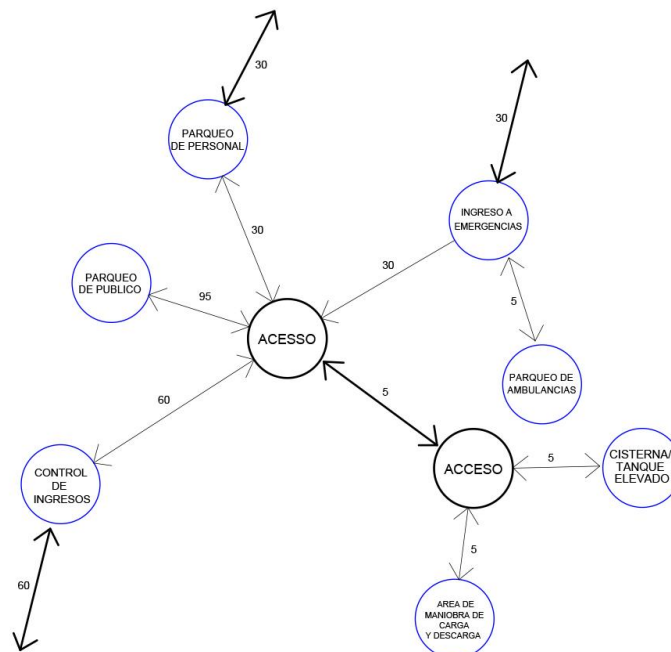 30
PARQUEO
DE PERSONAL
30
30
INGRESO A
EMERGENCIAS
30
PARQUEO
DE PUBLICO
95
5
ACESSO
PARQUEO DE
AMBULANCIAS
60
5
CONTROL
DE
INGRESOS
ACCESO
5
CISTERNA/
TANQUE
ELEVADO
5
60
AREA DE
MANIOBRA DE
CARGA
Y DESCARGA